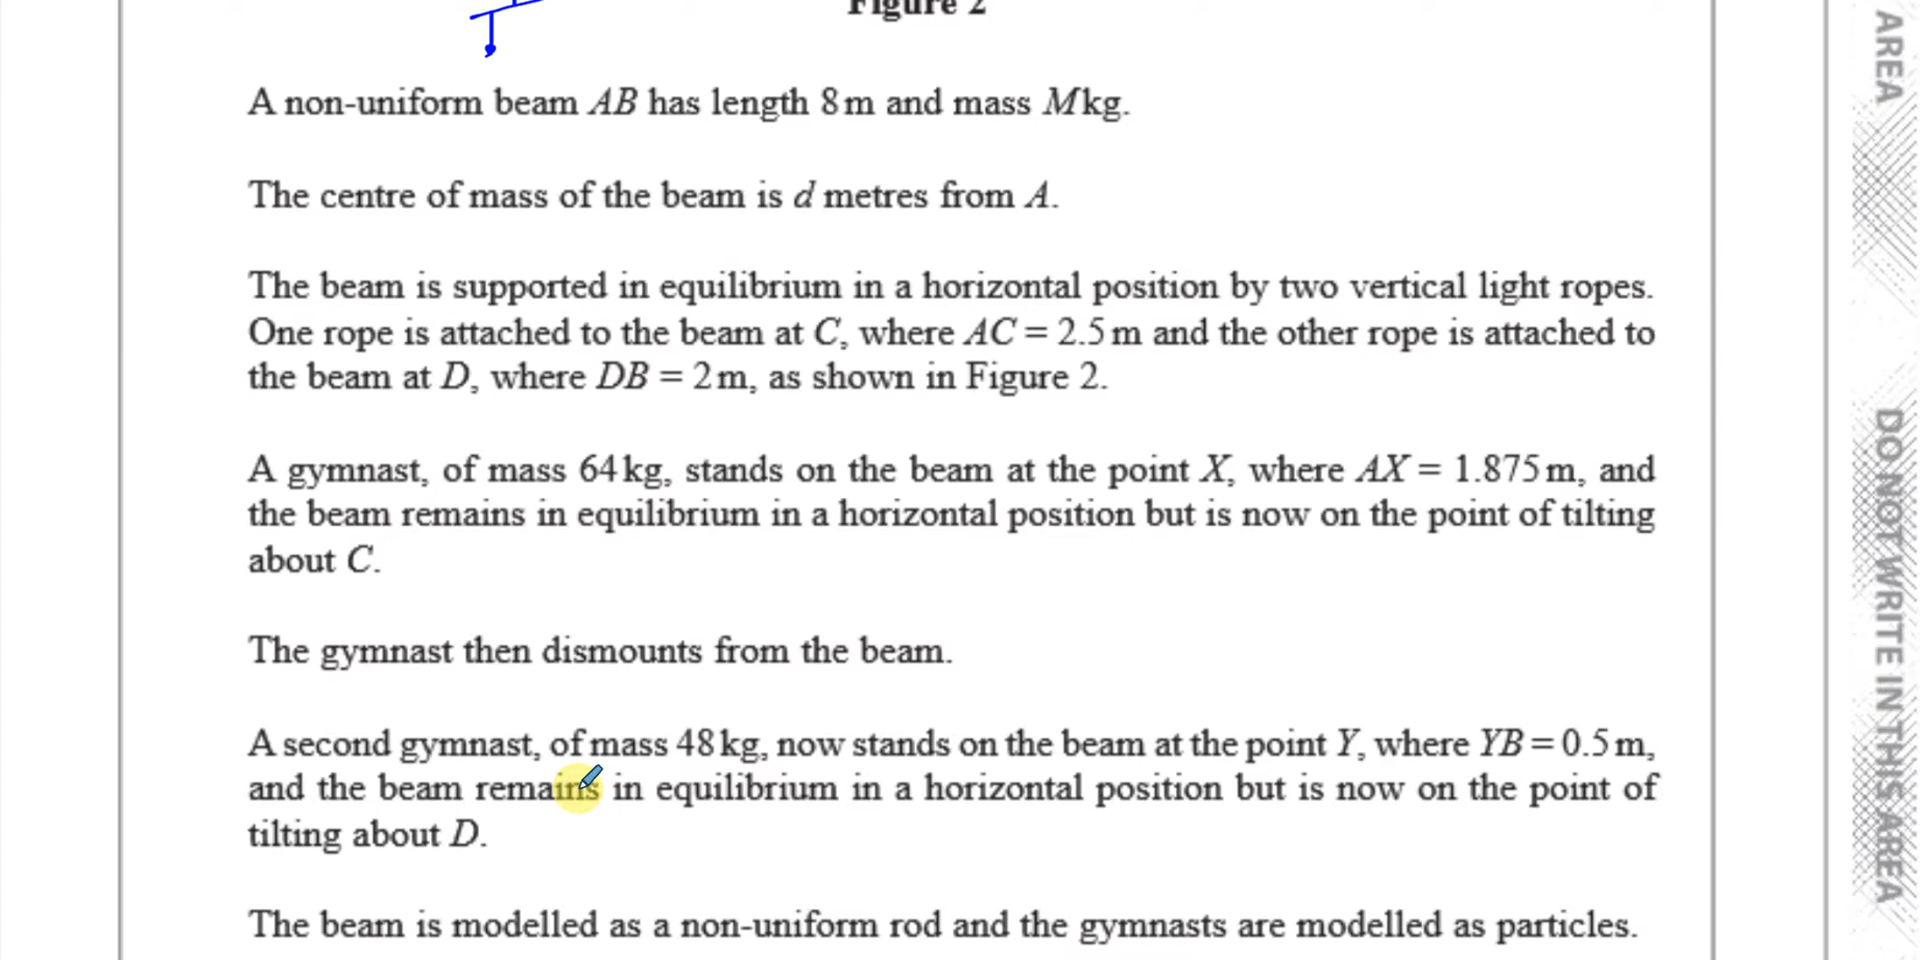 Figure 2
A non-uniform beam AB has length 8 m and mass M kg.
The centre of mass of the beam is d metres from A.
The beam is supported in equilibrium in a horizontal position by two vertical light ropes.
One rope is attached to the beam at C, where AC = 2.5 m and the other rope is attached to
the beam at D, where DB = 2 m, as shown in Figure 2.
A gymnast, of mass 64 kg, stands on the beam at the point X, where AX = 1.875 m, and
the beam remains in equilibrium in a horizontal position but is now on the point of tilting
about C.
The gymnast then dismounts from the beam.
A second gymnast, of mass 48 kg, now stands on the beam at the point Y, where YB = 0.5 m,
and the beam remains in equilibrium in a horizontal position but is now on the point of
tilting about D.
The beam is modelled as a non-uniform rod and the gymnasts are modelled as particles.
AREA
DO NOT WRITE IN THIS AREA